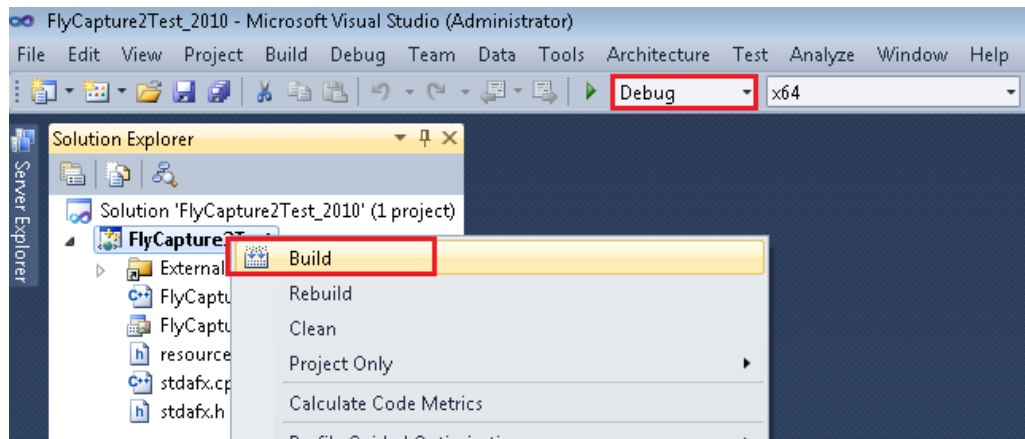 FlyCapture2Test_2010 - Microsoft Visual Studio (Administrator)
File Edit View Project Build Debug Team Data Tools Architecture Test Analyze Window Help
Debug x64
Server Explorer
Solution Explorer
Solution 'FlyCapture2Test_2010' (1 project)
FlyCapture2Test
Build
External
Rebuild
FlyCaptu
Clean
FlyCaptu
Project Only
resource
stdafx.cp
Calculate Code Metrics
stdafx.h